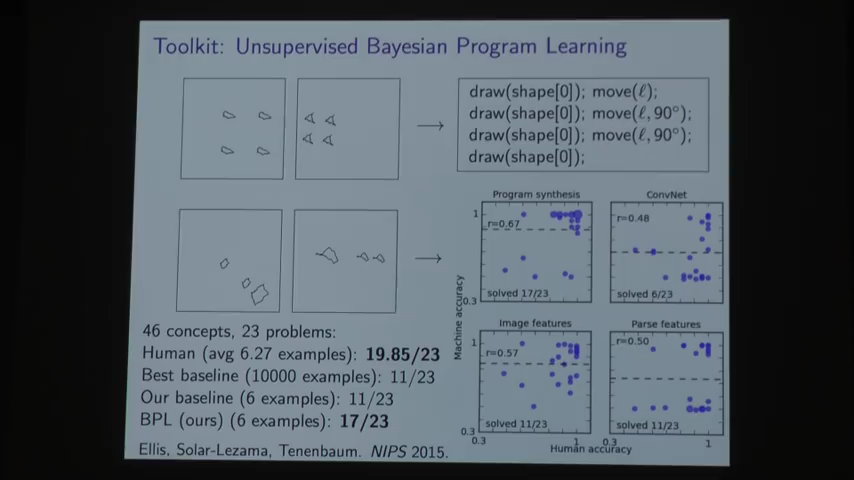 Toolkit: Unsupervised Bayesian Program Learning
draw(shape[0]); move(ℓ);
draw(shape[0]); move(ℓ, 90°);
draw(shape[0]); move(ℓ, 90°);
draw(shape[0]);
46 concepts, 23 problems:
Human (avg 6.27 examples): 19.85/23
Best baseline (10000 examples): 11/23
Our baseline (6 examples): 11/23
BPL (ours) (6 examples): 17/23
Ellis, Solar-Lezama, Tenenbaum. NIPS 2015.
Program synthesis
1
r=0.67
solved 17/23
0.3
ConvNet
r=0.48
solved 6/23
Machine accuracy
Image features
1
r=0.57
solved 11/23
0.3
0.3
1
Parse features
r=0.50
solved 11/23
0.3
1
Human accuracy